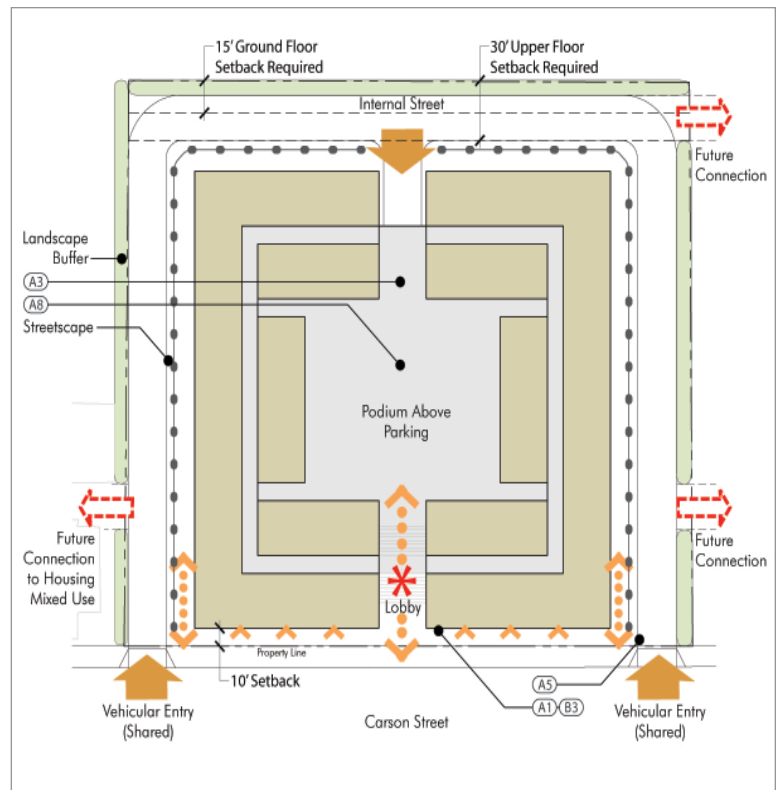 15' Ground Floor
Setback Required
30' Upper Floor
Setback Required
Internal Street
Future
Connection
Landscape
Buffer
A3
A8
Streetscape
Podium Above
Parking
Future
Connection
to Housing
Mixed Use
Future
Connection
Lobby
Property Line
10' Setback
A5
A1
B3
Vehicular Entry
(Shared)
Carson Street
Vehicular Entry
(Shared)